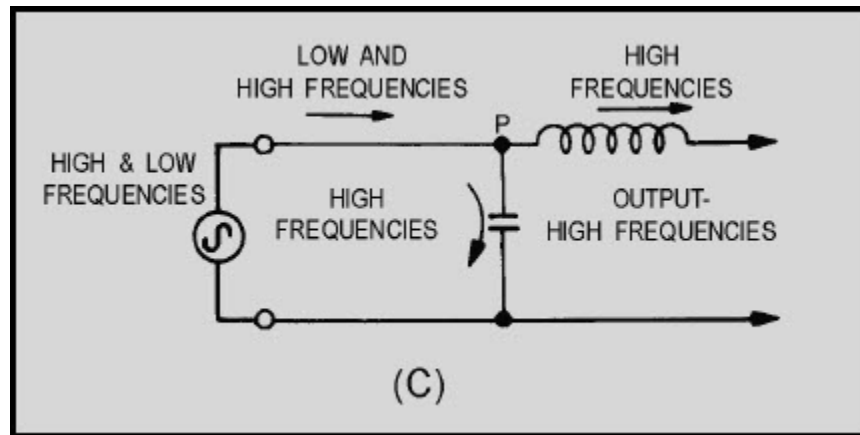 LOW AND
HIGH FREQUENCIES
HIGH
FREQUENCIES
P
HIGH & LOW
FREQUENCIES
HIGH
FREQUENCIES
OUTPUT-
HIGH FREQUENCIES
(C)